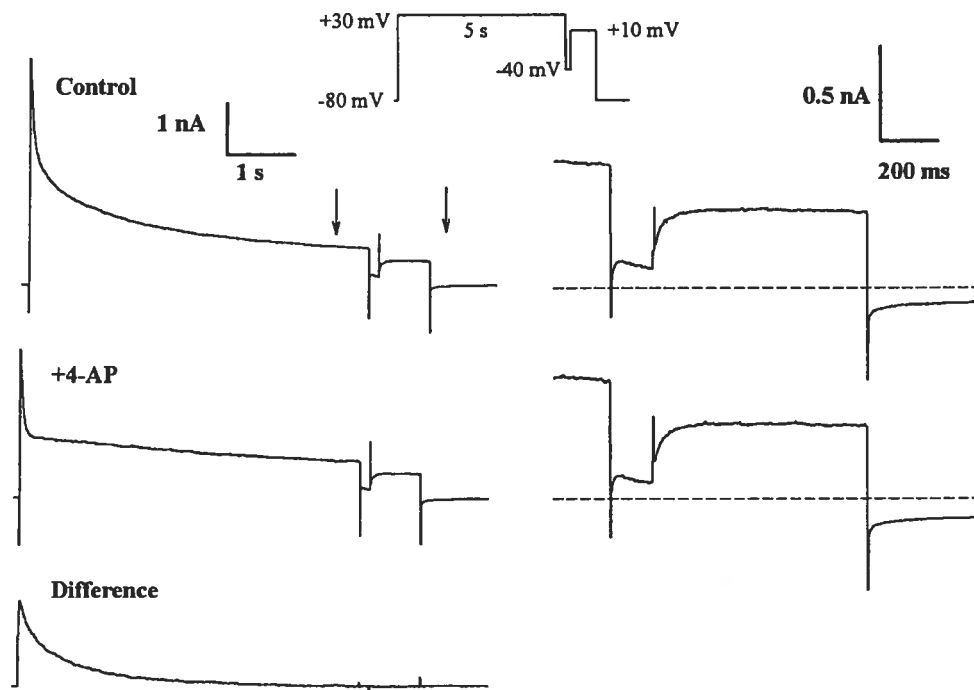 +30 mV
5 s
+10 mV
-40 mV
-80 mV
Control
1 nA
1 s
0.5 nA
200 ms
+4-AP
Difference